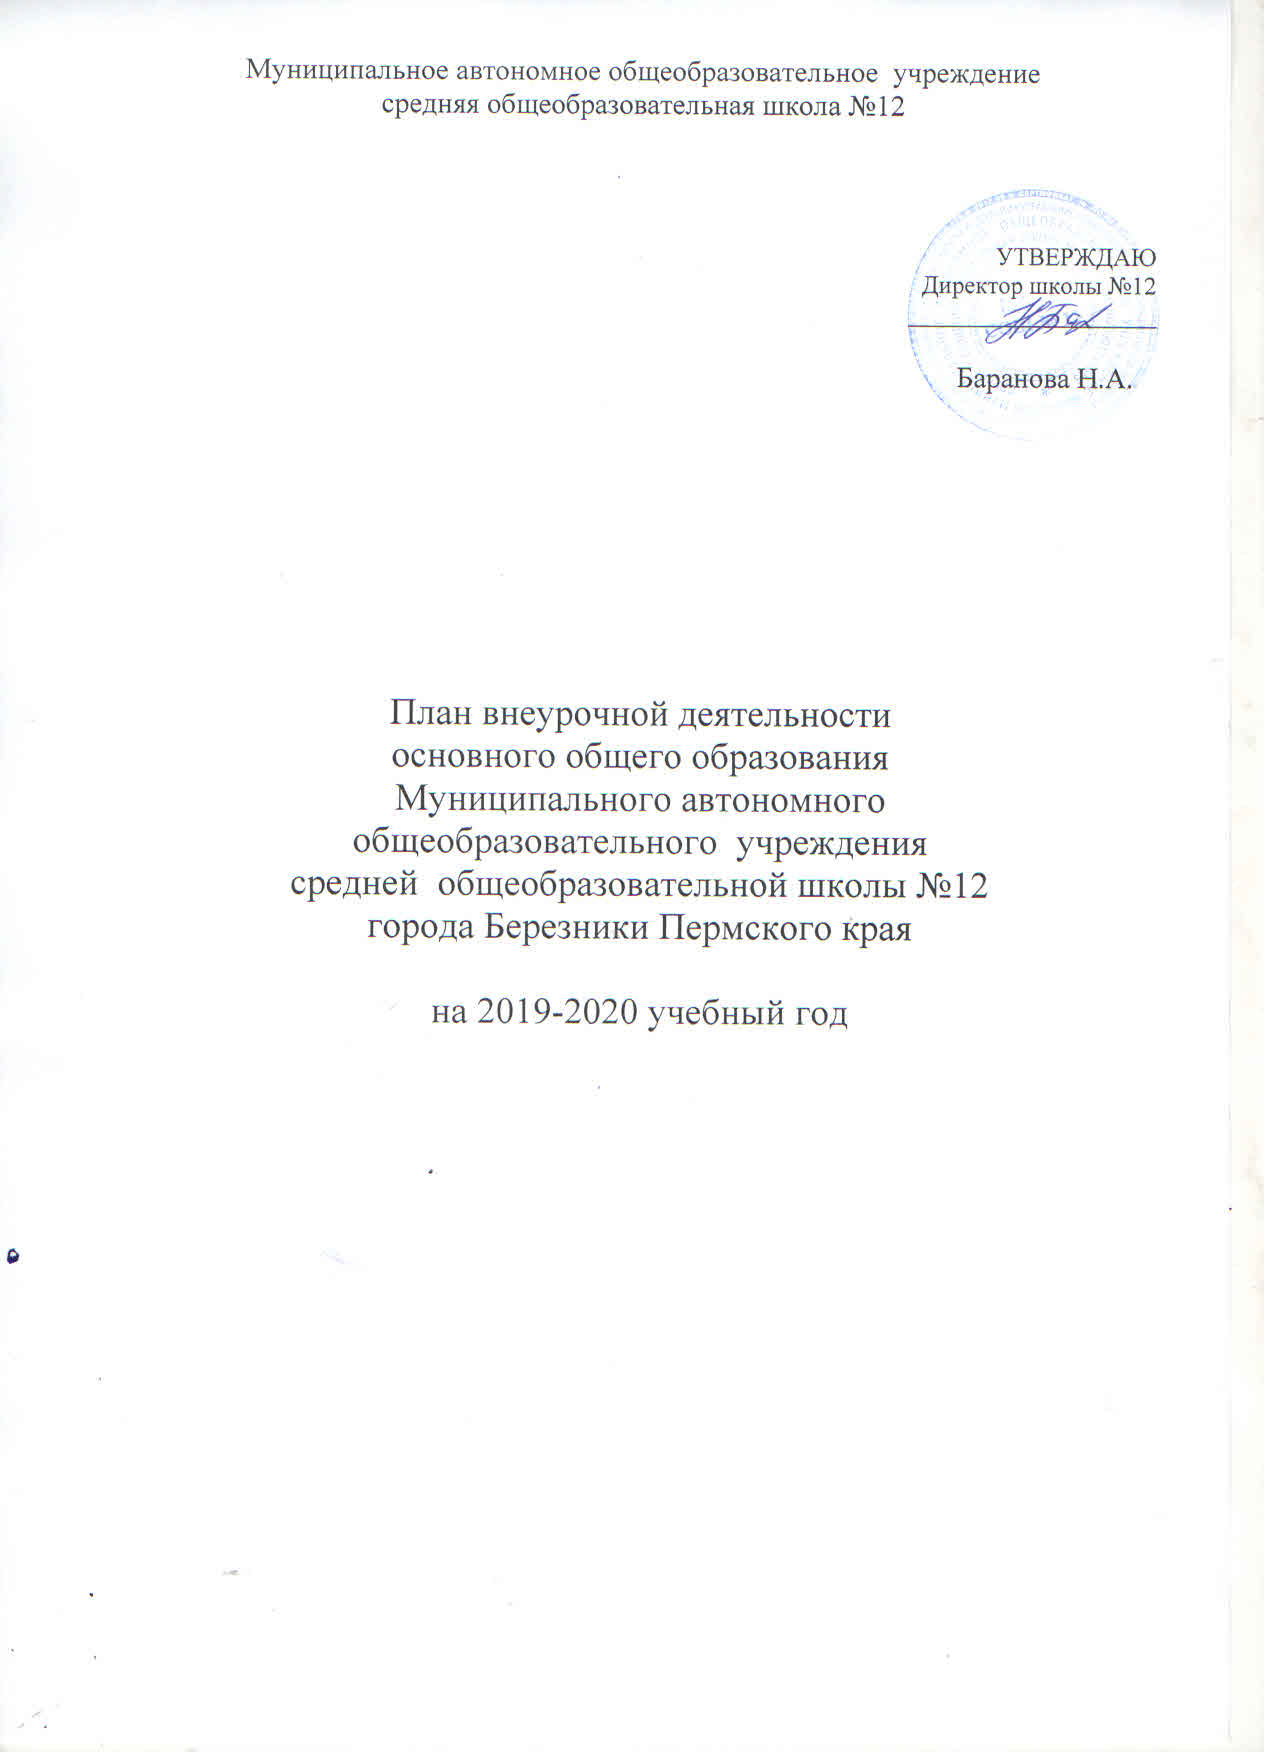 Муниципальное автономное общеобразовательное учреждение
средняя общеобразовательная школа №12
УТВЕРЖДАЮ
Директор школы №12
Баранова Н.А.
План внеурочной деятельности
основного общего образования
Муниципального автономного
общеобразовательного учреждения
средней общеобразовательной школы №12
города Березники Пермского края
на 2019-2020 учебный год